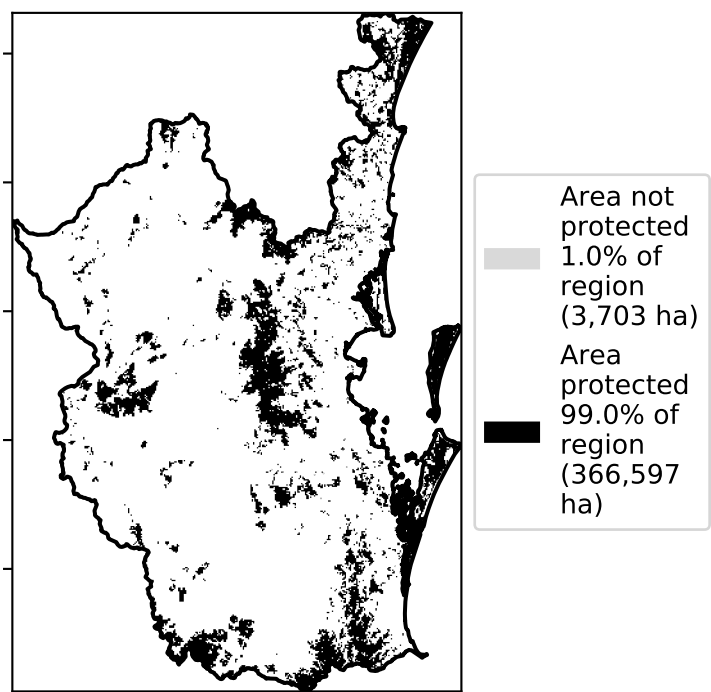 Area not
protected
1.0% of
region
(3,703 ha)
Area
protected
99.0% of
region
(366,597
ha)